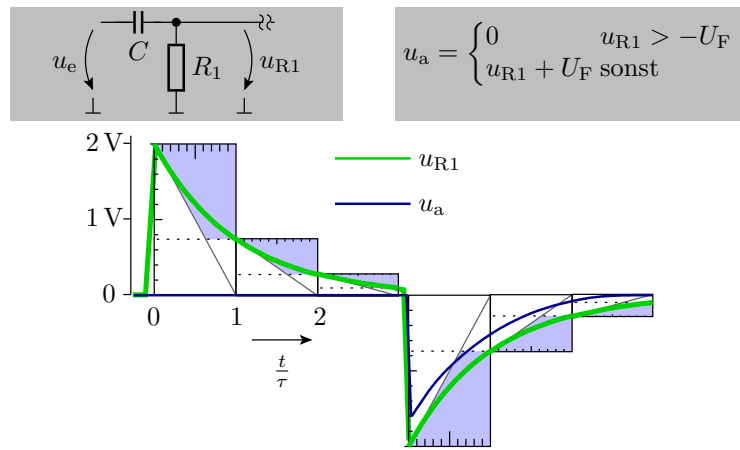 C
u_e
R_1
u_R1
u_a = { 0 u_R1 > −U_F
u_R1 + U_F sonst
2 V
1 V
0
u_R1
u_a
0 1 2
t/τ